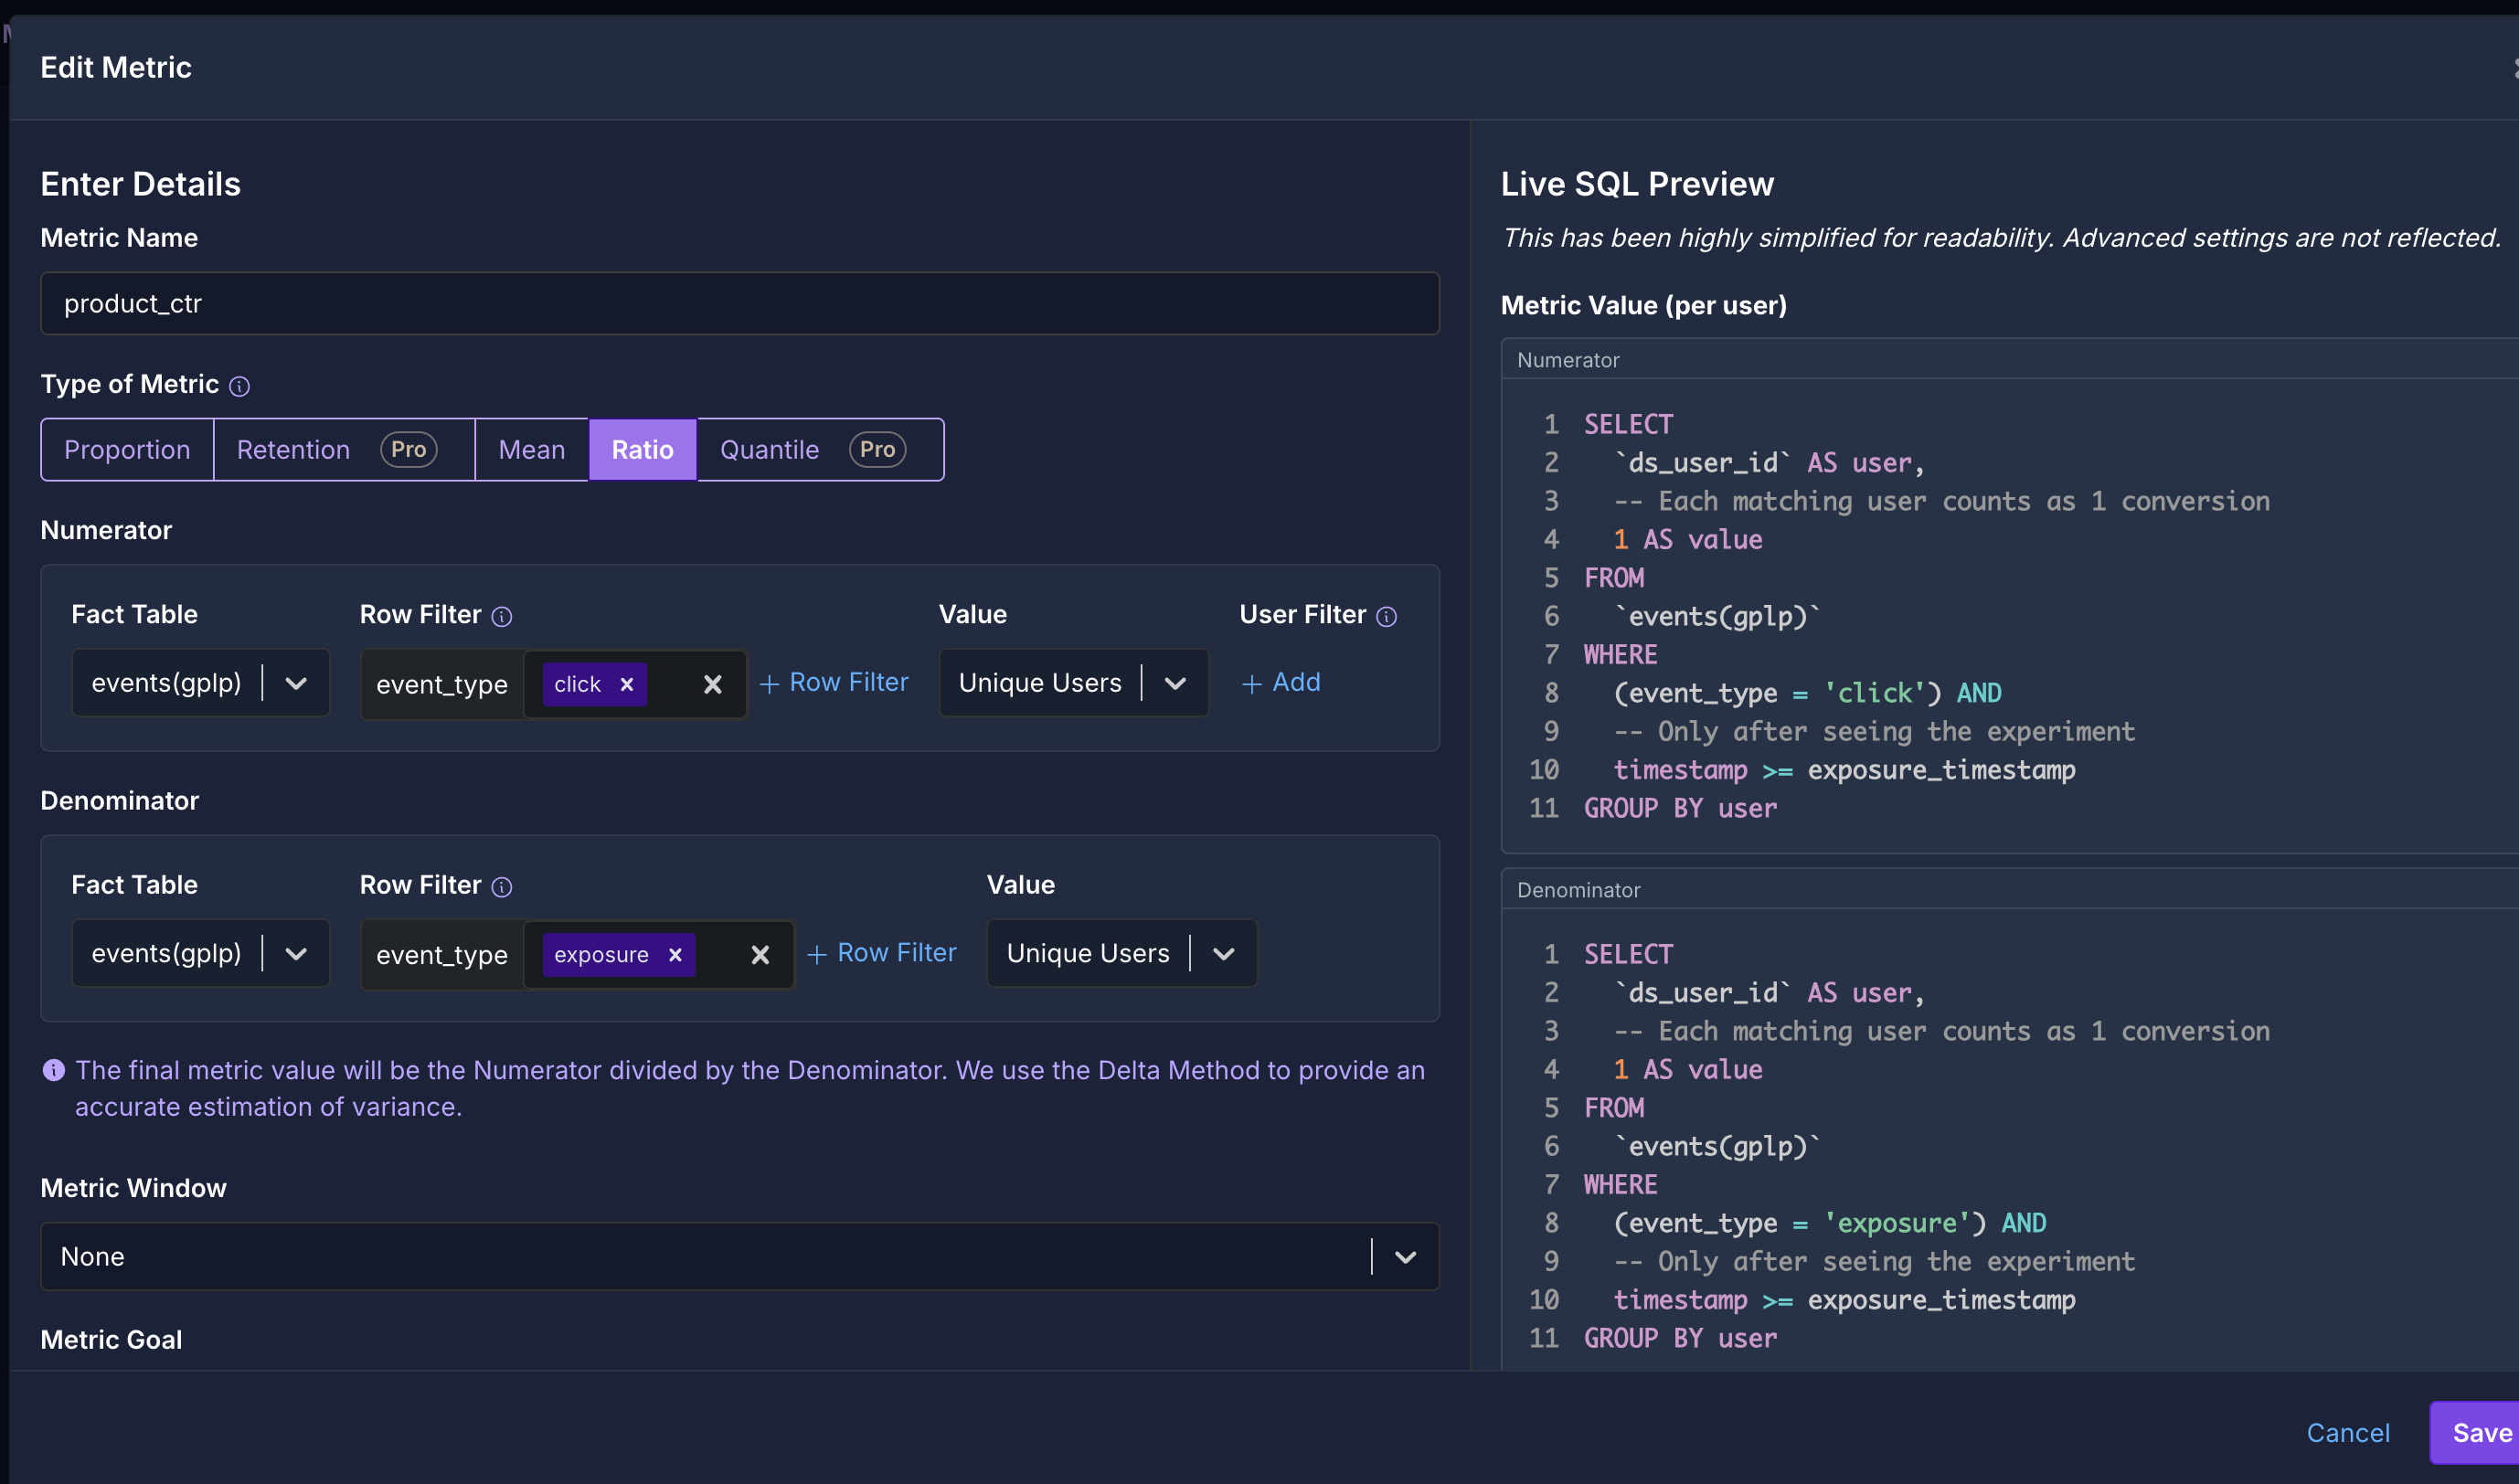 Edit Metric
Enter Details
Metric Name
product_ctr
Type of Metric
Proportion Retention Pro Mean Ratio Quantile Pro
Numerator
Fact Table Row Filter Value User Filter
events(gplp) event_type click + Row Filter Unique Users + Add
Denominator
Fact Table Row Filter Value
events(gplp) event_type exposure + Row Filter Unique Users
The final metric value will be the Numerator divided by the Denominator. We use the Delta Method to provide an
accurate estimation of variance.
Metric Window
None
Metric Goal
Live SQL Preview
This has been highly simplified for readability. Advanced settings are not reflected.
Metric Value (per user)
Numerator
1 SELECT
2 `ds_user_id` AS user,
3 -- Each matching user counts as 1 conversion
4 1 AS value
5 FROM
6 `events(gplp)`
7 WHERE
8 (event_type = 'click') AND
9 -- Only after seeing the experiment
10 timestamp >= exposure_timestamp
11 GROUP BY user
Denominator
1 SELECT
2 `ds_user_id` AS user,
3 -- Each matching user counts as 1 conversion
4 1 AS value
5 FROM
6 `events(gplp)`
7 WHERE
8 (event_type = 'exposure') AND
9 -- Only after seeing the experiment
10 timestamp >= exposure_timestamp
11 GROUP BY user
Cancel Save